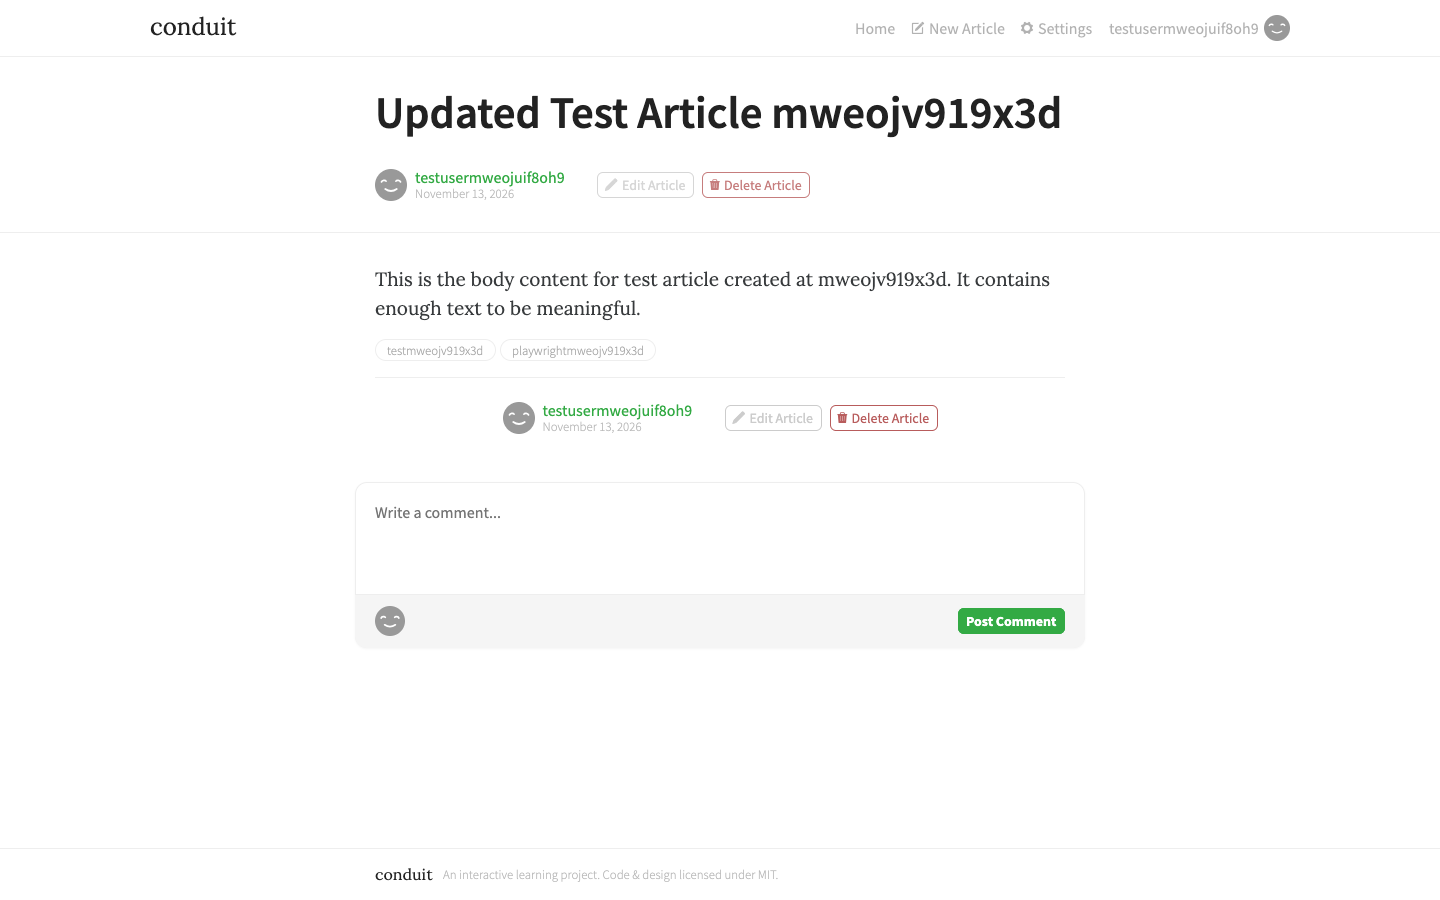 conduit
Home New Article Settings testusermweojuif8oh9
Updated Test Article mweojv919x3d
testusermweojuif8oh9
November 13, 2026
Edit Article Delete Article
This is the body content for test article created at mweojv919x3d. It contains
enough text to be meaningful.
testmweojv919x3d playwrightmweojv919x3d
testusermweojuif8oh9
November 13, 2026
Edit Article Delete Article
Write a comment...
Post Comment
conduit An interactive learning project. Code & design licensed under MIT.